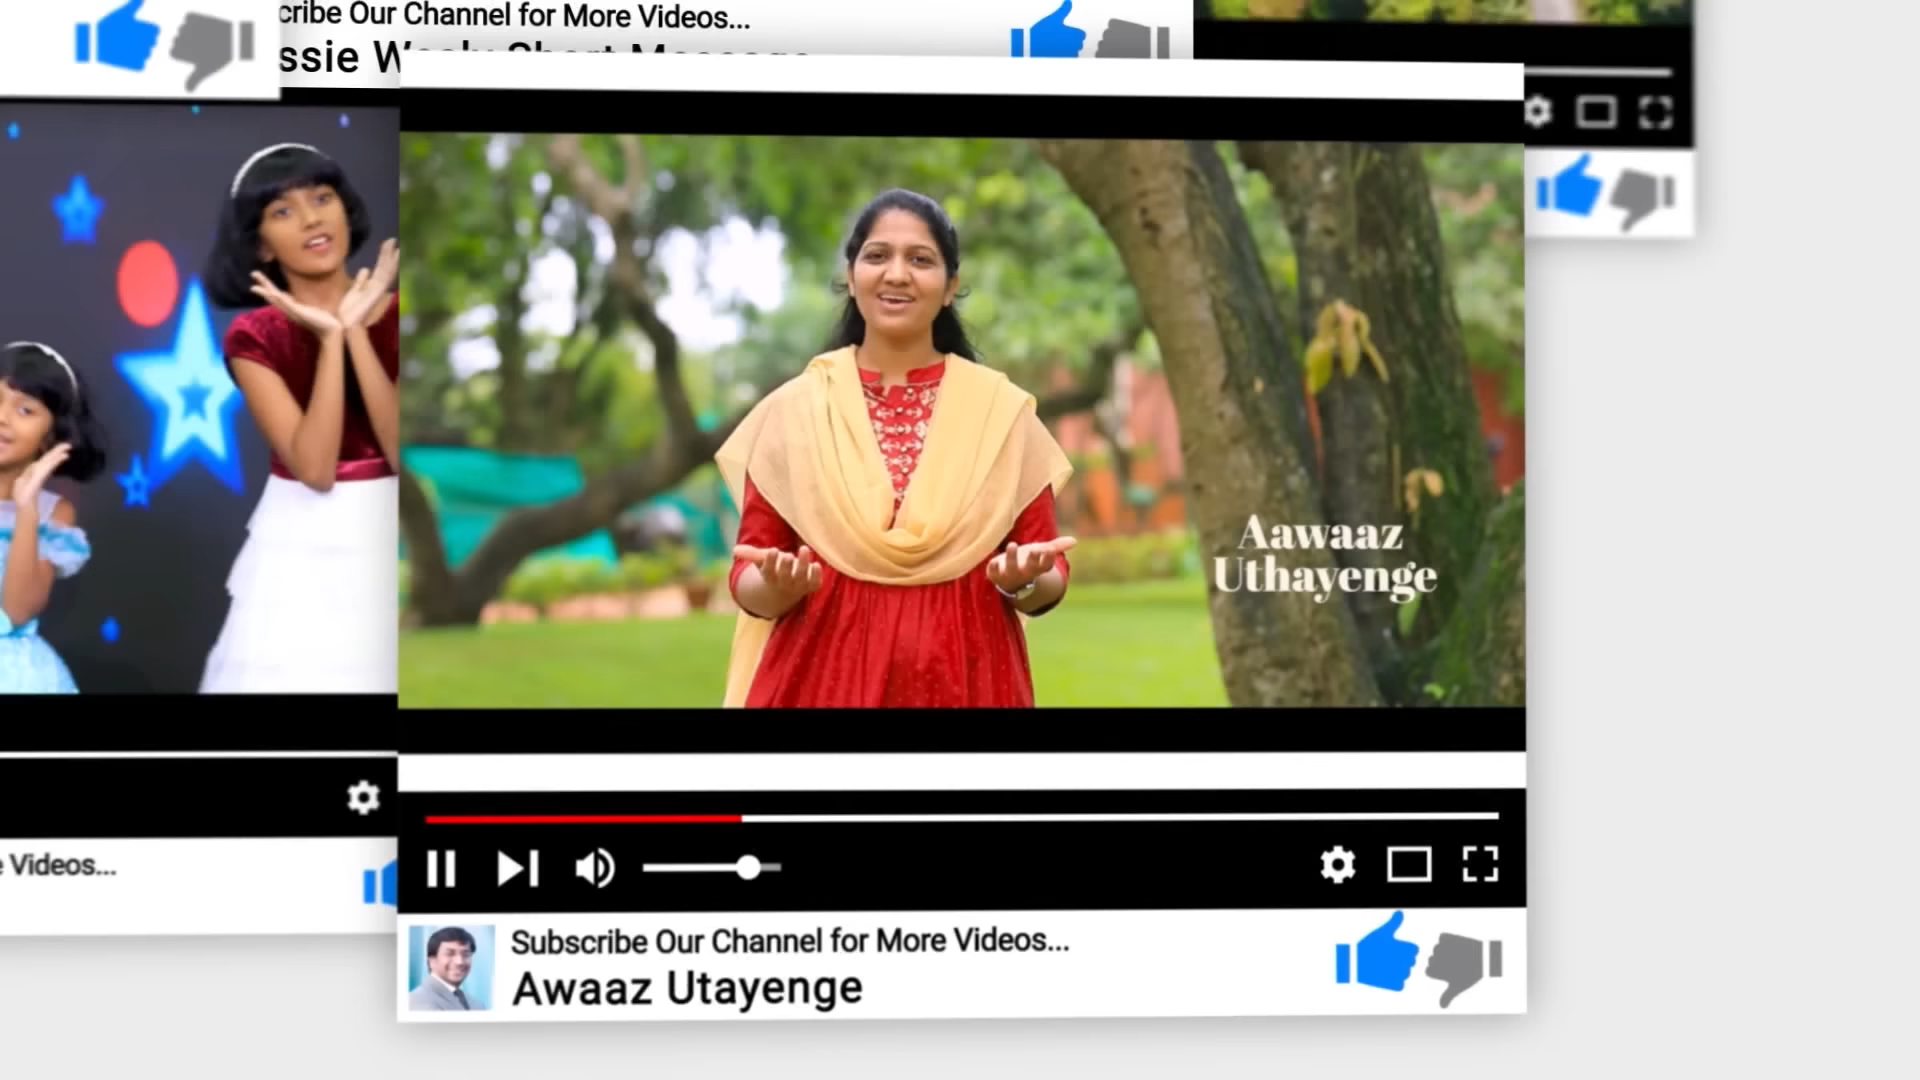 cribe Our Channel for More Videos...
ssie W
Aawaaz
Uthayenge
e Videos...
Subscribe Our Channel for More Videos...
Awaaz Utayenge